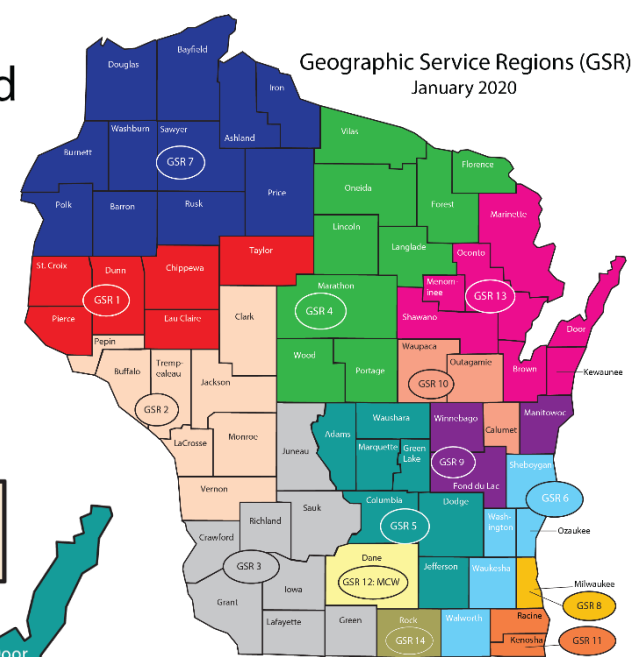 d
Geographic Service Regions (GSR)
January 2020
Douglas
Bayfield
Iron
Ashland
Washburn
Sawyer
Burnett
GSR 7
Polk
Barron
Rusk
Price
Vilas
Florence
Oneida
Forest
Lincoln
Langlade
Marathon
GSR 4
Wood
Portage
Marinette
Oconto
Menom-
inee
GSR 13
Shawano
Door
Brown
Kewaunee
St. Croix
Dunn
Chippewa
Taylor
GSR 1
Pierce
Eau Claire
Clark
Pepin
Buffalo
Tremp-
ealeau
Jackson
GSR 2
LaCrosse
Monroe
Vernon
Waupaca
Outagamie
GSR 10
Calumet
Winnebago
Manitowoc
GSR 9
Fond du Lac
Adams
Waushara
Marquette
Green
Lake
Columbia
Dodge
GSR 5
Jefferson
Juneau
Sauk
Richland
Crawford
GSR 3
Iowa
Grant
Lafayette
Green
Dane
GSR 12: MCW
Rock
GSR 14
Sheboygan
GSR 6
Wash-
ington
Ozaukee
Waukesha
Walworth
Milwaukee
GSR 8
Racine
Kenosha
GSR 11
oor